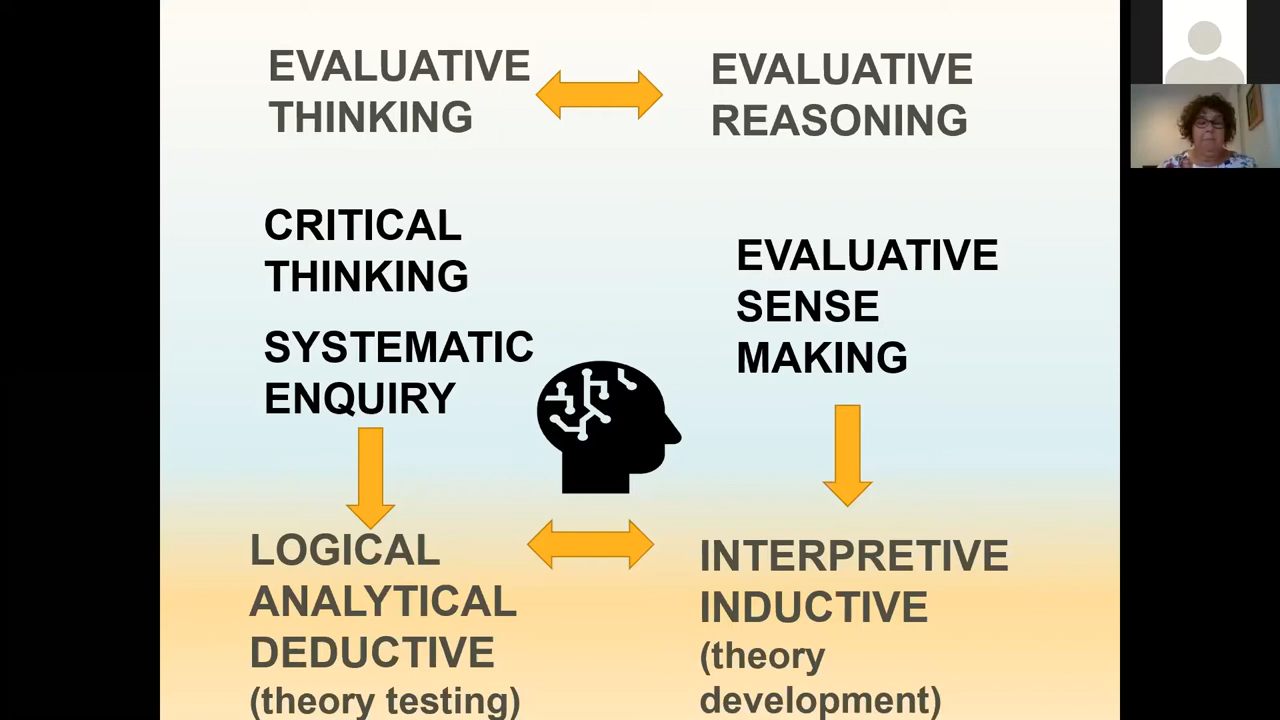 EVALUATIVE
THINKING
EVALUATIVE
REASONING
CRITICAL
THINKING
SYSTEMATIC
ENQUIRY
EVALUATIVE
SENSE
MAKING
LOGICAL
ANALYTICAL
DEDUCTIVE
(theory testing)
INTERPRETIVE
INDUCTIVE
(theory
development)